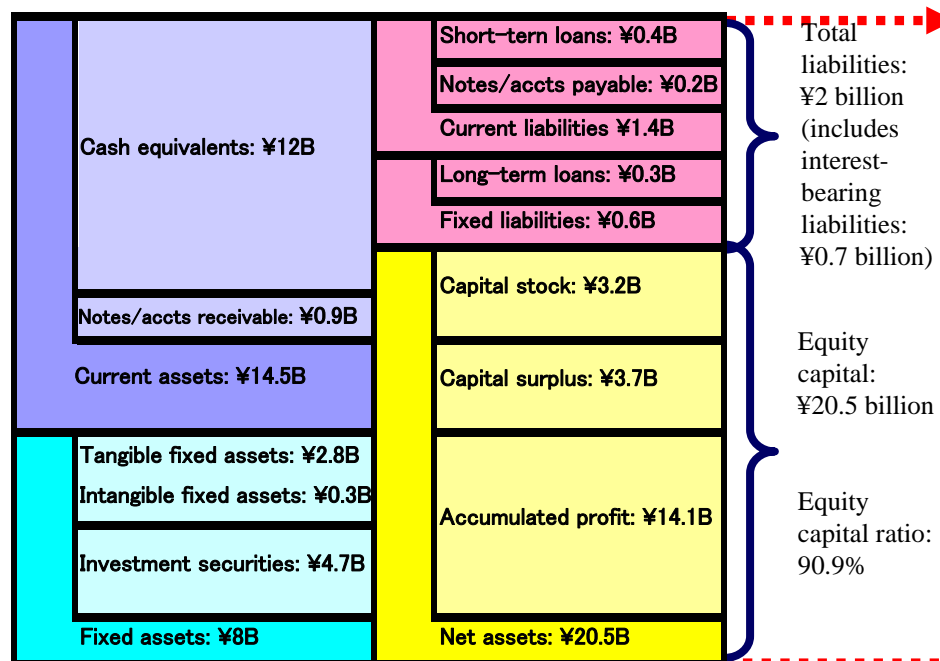 Cash equivalents: ¥12B
Notes/accts receivable: ¥0.9B
Current assets: ¥14.5B
Tangible fixed assets: ¥2.8B
Intangible fixed assets: ¥0.3B
Investment securities: ¥4.7B
Fixed assets: ¥8B
Short-tern loans: ¥0.4B
Notes/accts payable: ¥0.2B
Current liabilities ¥1.4B
Long-term loans: ¥0.3B
Fixed liabilities: ¥0.6B
Capital stock: ¥3.2B
Capital surplus: ¥3.7B
Accumulated profit: ¥14.1B
Net assets: ¥20.5B
Total
liabilities:
¥2 billion
(includes
interest-
bearing
liabilities:
¥0.7 billion)
Equity
capital:
¥20.5 billion
Equity
capital ratio:
90.9%